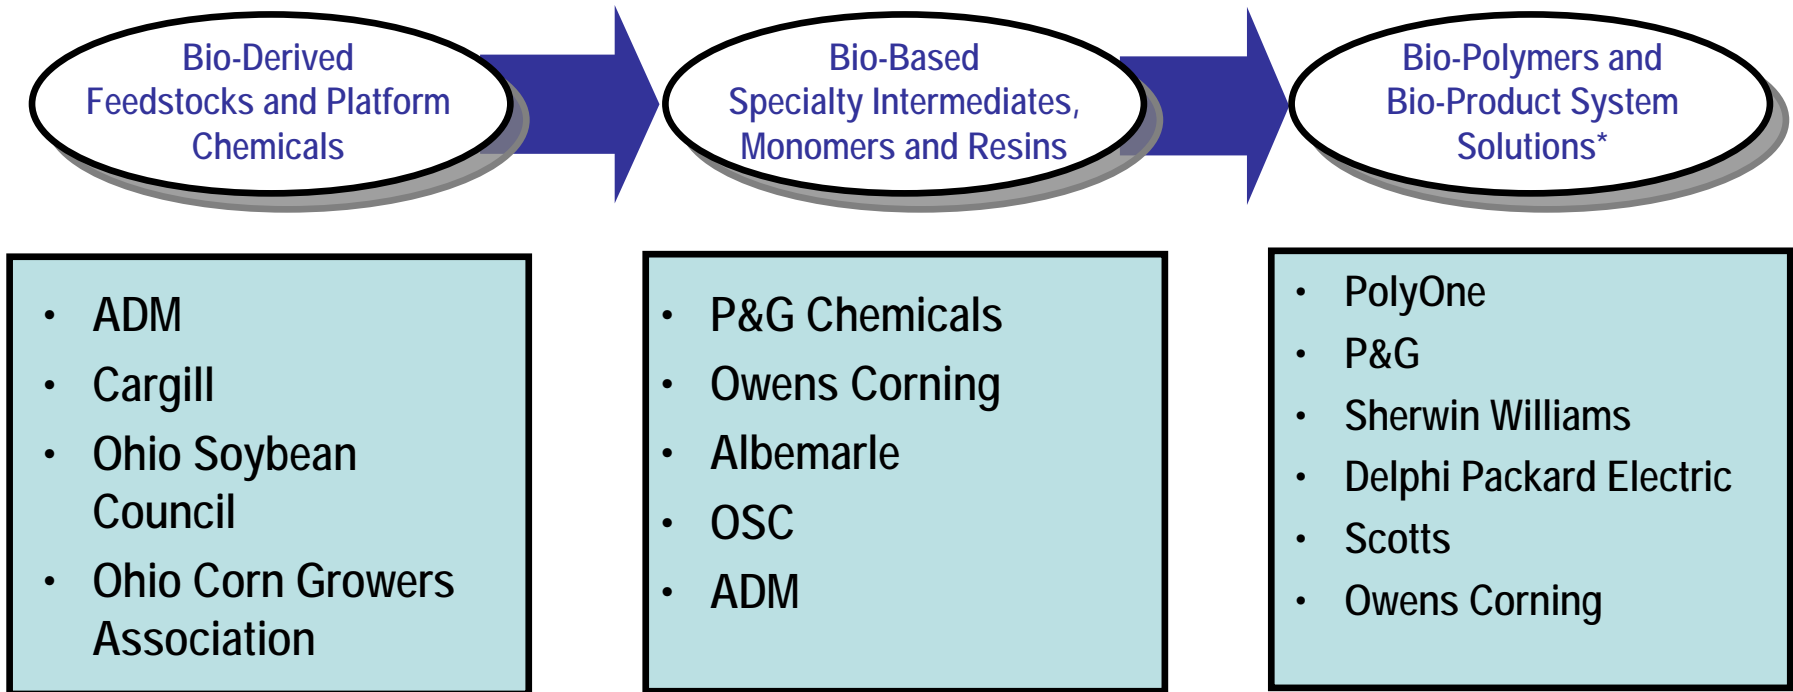 Bio-Derived
Feedstocks and Platform
Chemicals
Bio-Based
Specialty Intermediates,
Monomers and Resins
Bio-Polymers and
Bio-Product System
Solutions*
• ADM
• Cargill
• Ohio Soybean
Council
• Ohio Corn Growers
Association
• P&G Chemicals
• Owens Corning
• Albemarle
• OSC
• ADM
• PolyOne
• P&G
• Sherwin Williams
• Delphi Packard Electric
• Scotts
• Owens Corning